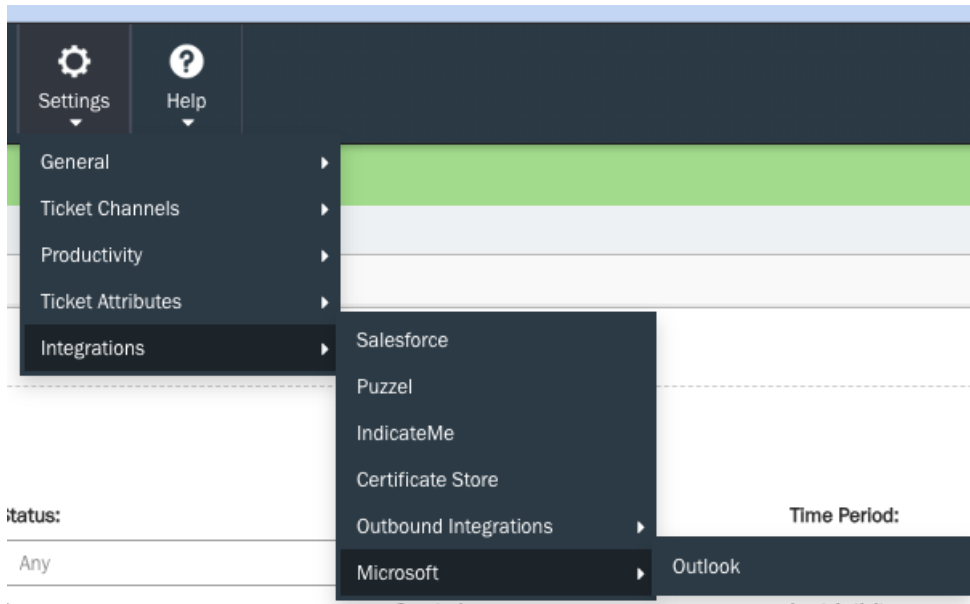 Settings
Help
General
Ticket Channels
Productivity
Ticket Attributes
Integrations
Salesforce
Puzzel
IndicateMe
Certificate Store
Outbound Integrations
Microsoft
Outlook
Status:
Time Period:
Any